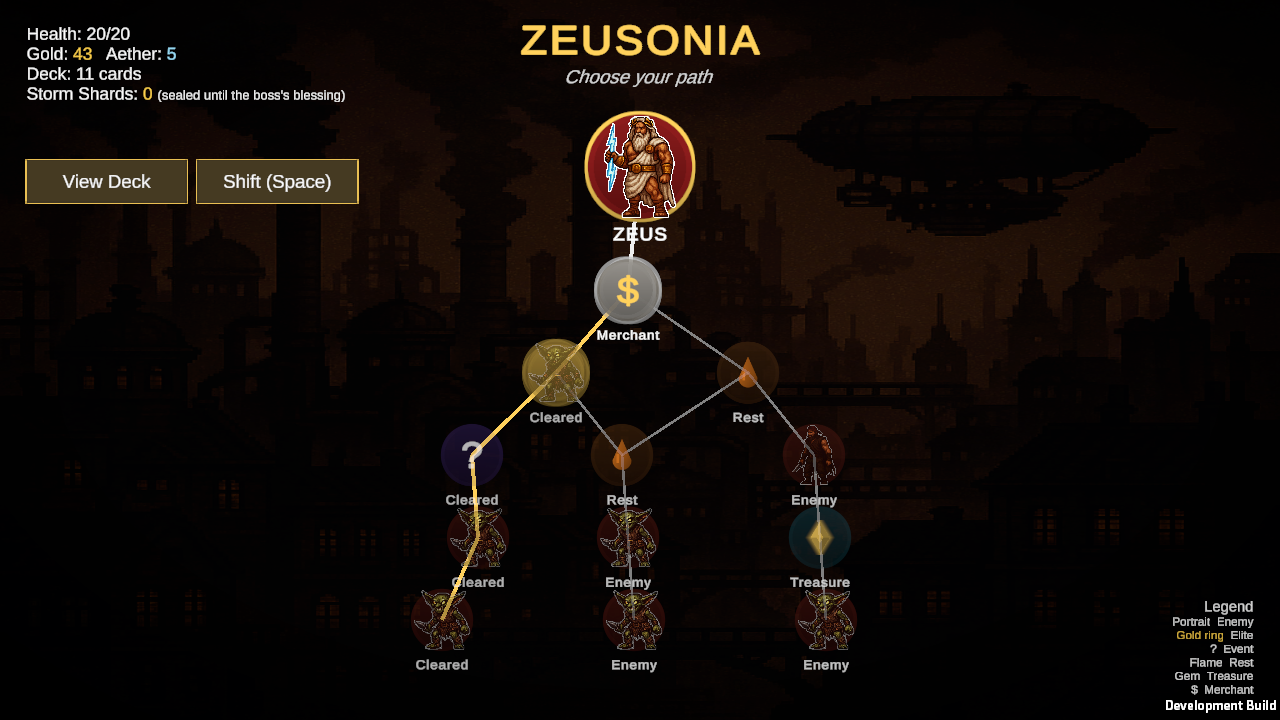 Health: 20/20
Gold: 43 Aether: 5
Deck: 11 cards
Storm Shards: 0 (sealed until the boss's blessing)
View Deck
Shift (Space)
ZEUSONIA
Choose your path
ZEUS
$
Merchant
Cleared
Rest
?
Cleared
Rest
Enemy
Cleared
Enemy
Treasure
Cleared
Enemy
Enemy
Legend
Portrait Enemy
Gold ring Elite
? Event
Flame Rest
Gem Treasure
$ Merchant
Development Build